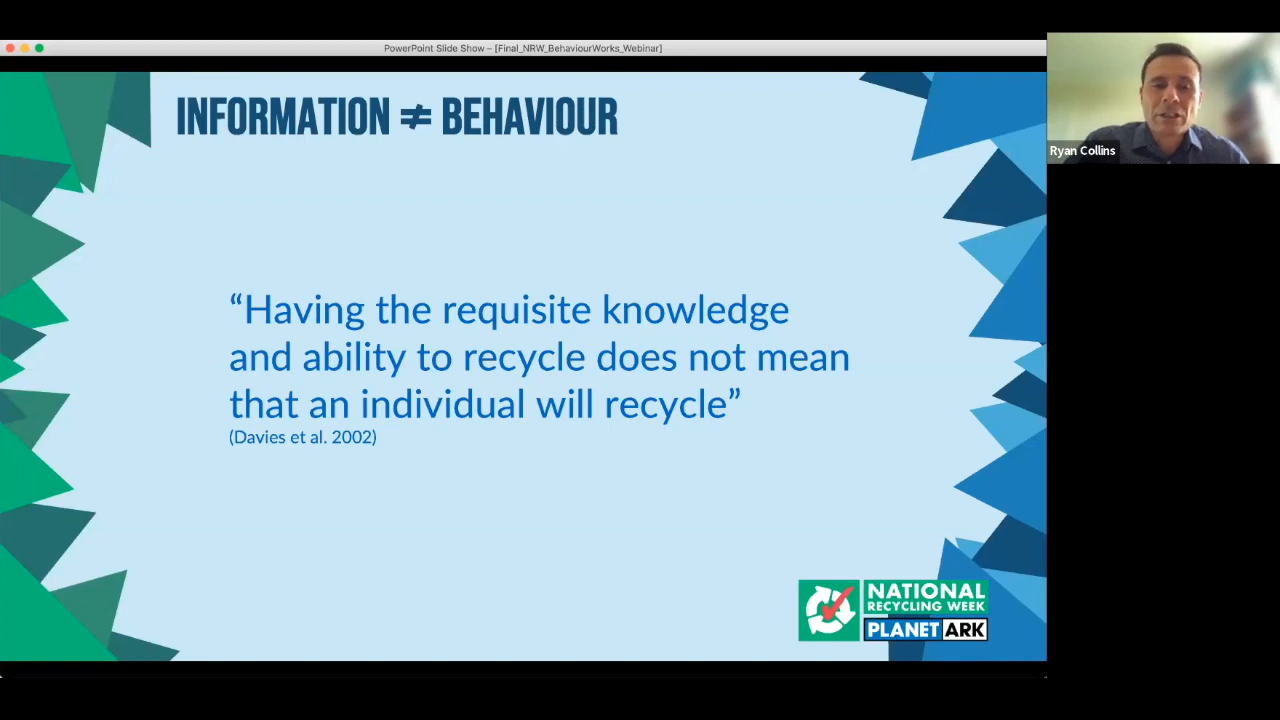 PowerPoint Slide Show – [Final_NRW_BehaviourWorks_Webinar]
INFORMATION ≠ BEHAVIOUR
Ryan Collins
“Having the requisite knowledge
and ability to recycle does not mean
that an individual will recycle”
(Davies et al. 2002)
NATIONAL
RECYCLING WEEK
PLANET ARK